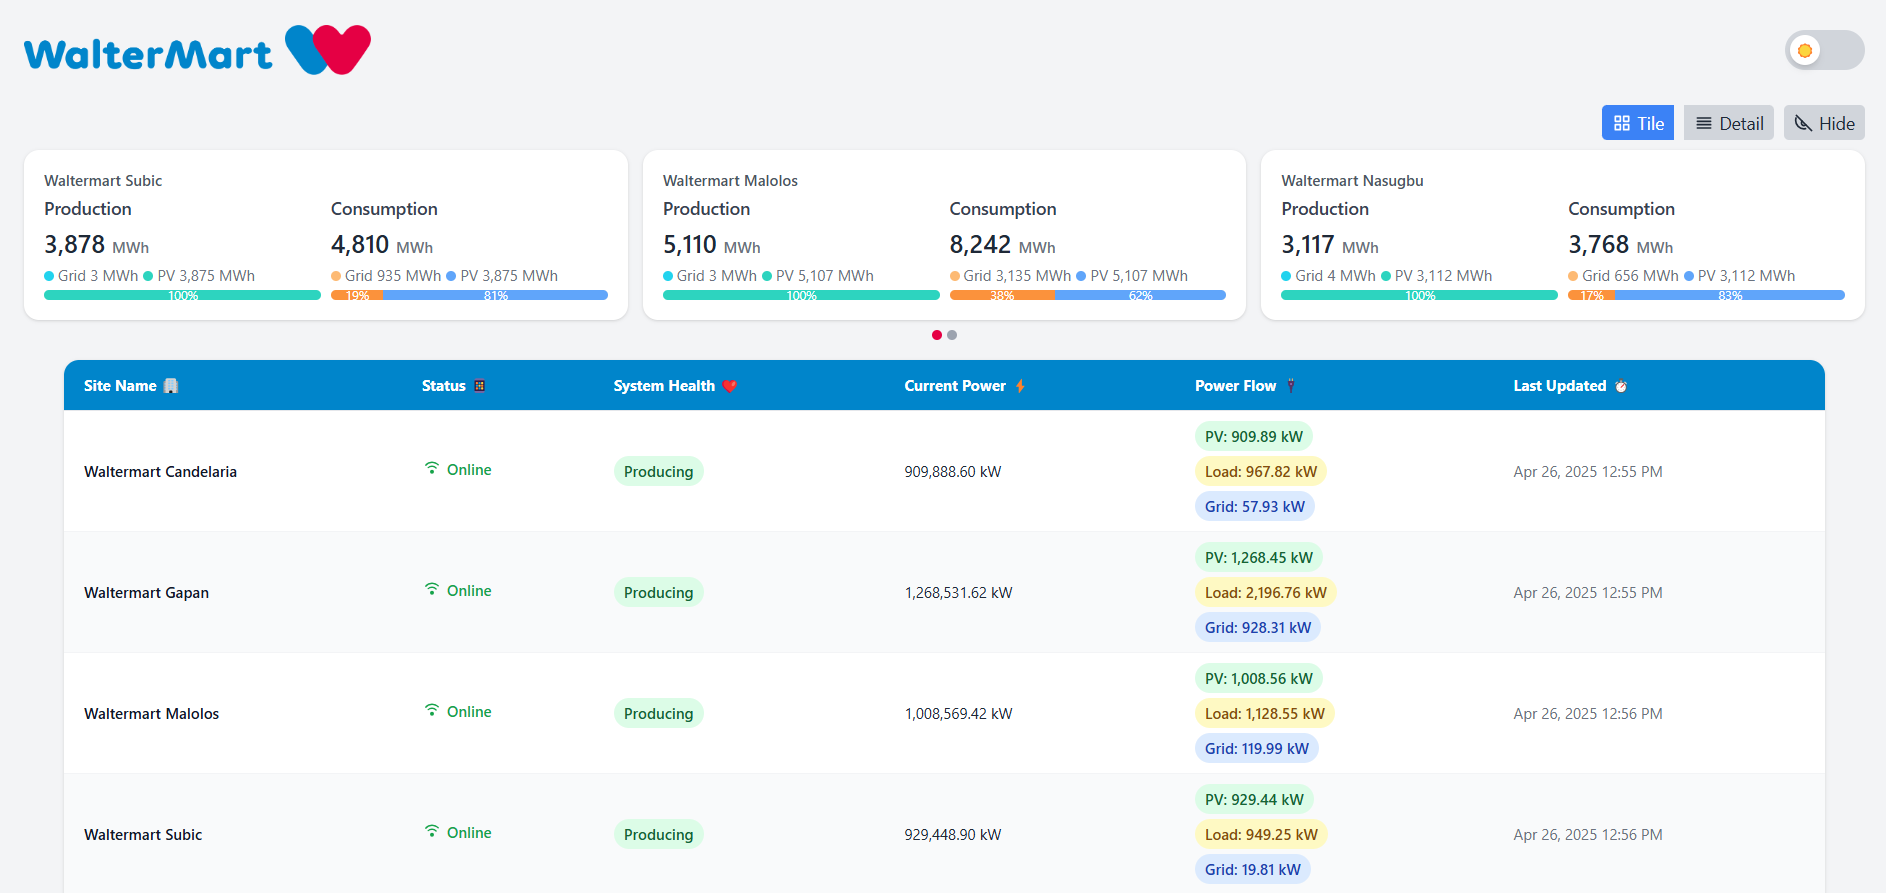 WalterMart
Tile
Detail
Hide
Waltermart Subic
Production
Consumption
3,878 MWh
4,810 MWh
Grid 3 MWh PV 3,875 MWh
Grid 935 MWh PV 3,875 MWh
100%
19%
81%
Waltermart Malolos
Production
Consumption
5,110 MWh
8,242 MWh
Grid 3 MWh PV 5,107 MWh
Grid 3,135 MWh PV 5,107 MWh
100%
38%
62%
Waltermart Nasugbu
Production
Consumption
3,117 MWh
3,768 MWh
Grid 4 MWh PV 3,112 MWh
Grid 656 MWh PV 3,112 MWh
100%
17%
83%
Site Name
Status
System Health
Current Power
Power Flow
Last Updated
Waltermart Candelaria
Online
Producing
909,888.60 kW
PV: 909.89 kW
Load: 967.82 kW
Grid: 57.93 kW
Apr 26, 2025 12:55 PM
Waltermart Gapan
Online
Producing
1,268,531.62 kW
PV: 1,268.45 kW
Load: 2,196.76 kW
Grid: 928.31 kW
Apr 26, 2025 12:55 PM
Waltermart Malolos
Online
Producing
1,008,569.42 kW
PV: 1,008.56 kW
Load: 1,128.55 kW
Grid: 119.99 kW
Apr 26, 2025 12:56 PM
Waltermart Subic
Online
Producing
929,448.90 kW
PV: 929.44 kW
Load: 949.25 kW
Grid: 19.81 kW
Apr 26, 2025 12:56 PM